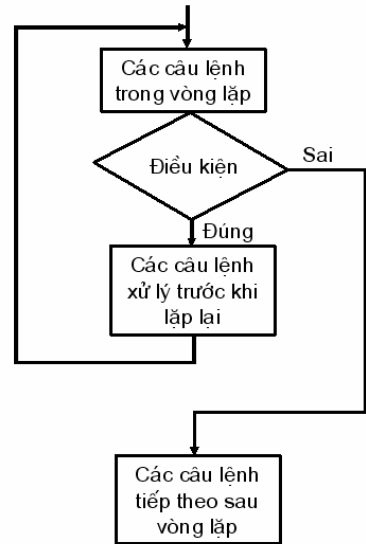 Các câu lệnh
trong vòng lặp
Điều kiện
Sai
Đúng
Các câu lệnh
xử lý trước khi
lặp lại
Các câu lệnh
tiếp theo sau
vòng lặp